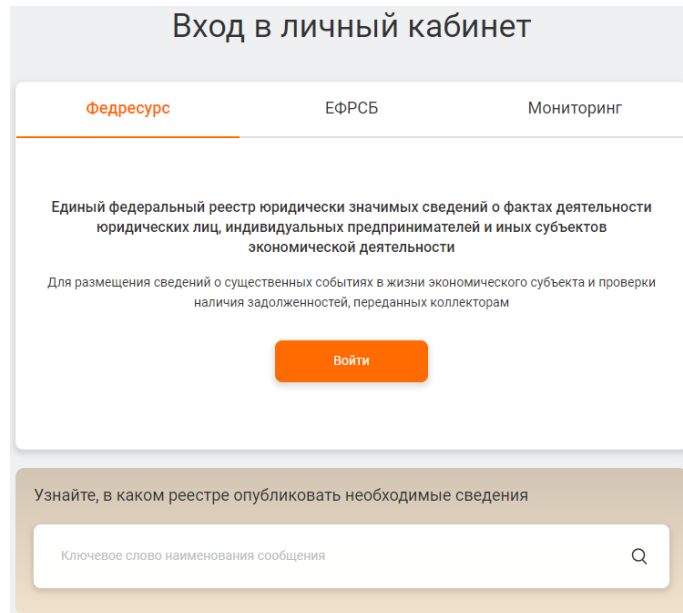 Вход в личный кабинет
Федресурс ЕФРСБ Мониторинг
Единый федеральный реестр юридически значимых сведений о фактах деятельности
юридических лиц, индивидуальных предпринимателей и иных субъектов
экономической деятельности
Для размещения сведений о существенных событиях в жизни экономического субъекта и проверки
наличия задолженностей, переданных коллекторам
Войти
Узнайте, в каком реестре опубликовать необходимые сведения
Ключевое слово наименования сообщения